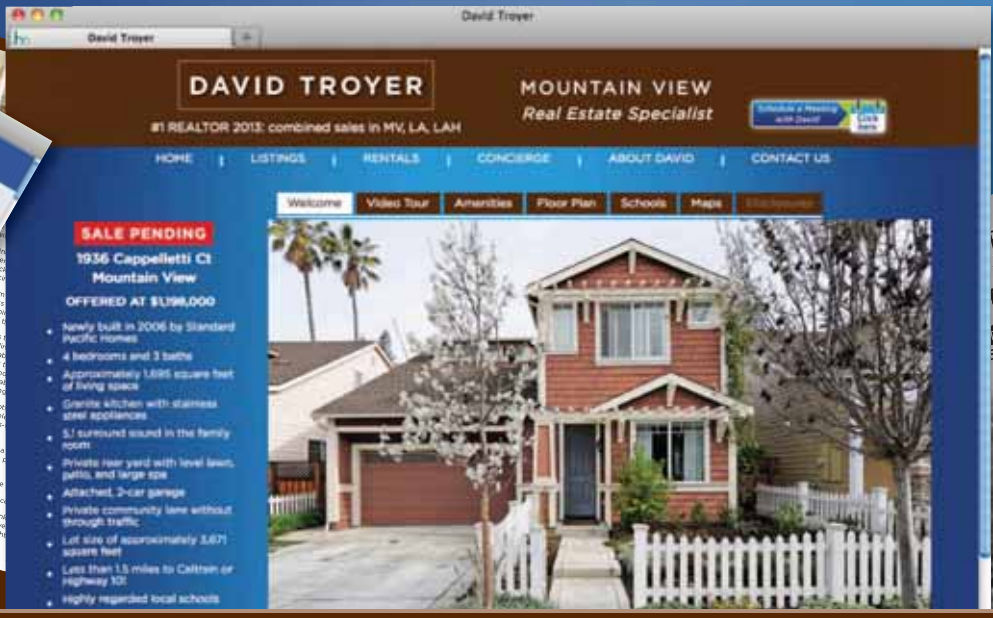 David Troyer
David Troyer
DAVID TROYER
#1 REALTOR 2013: combined sales in MV, LA, LAH
MOUNTAIN VIEW
Real Estate Specialist
Schedule a Meeting
with David
Click
here
HOME | LISTINGS | RENTALS | CONCIERGE | ABOUT DAVID | CONTACT US
Welcome Video Tour Amenities Floor Plan Schools Maps Disclosures
SALE PENDING
1936 Cappelletti Ct
Mountain View
OFFERED AT $1,198,000
• Newly built in 2006 by Standard
Pacific Homes
• 4 bedrooms and 3 baths
• Approximately 1,695 square feet
of living space
• Granite kitchen with stainless
steel appliances
• 5.1 surround sound in the family
room
• Private rear yard with level lawn,
patio, and large spa
• Attached, 2-car garage
• Private community lane without
through traffic
• Lot size of approximately 3,671
square feet
• Less than 1.5 miles to Caltrain or
Highway 101
• Highly regarded local schools